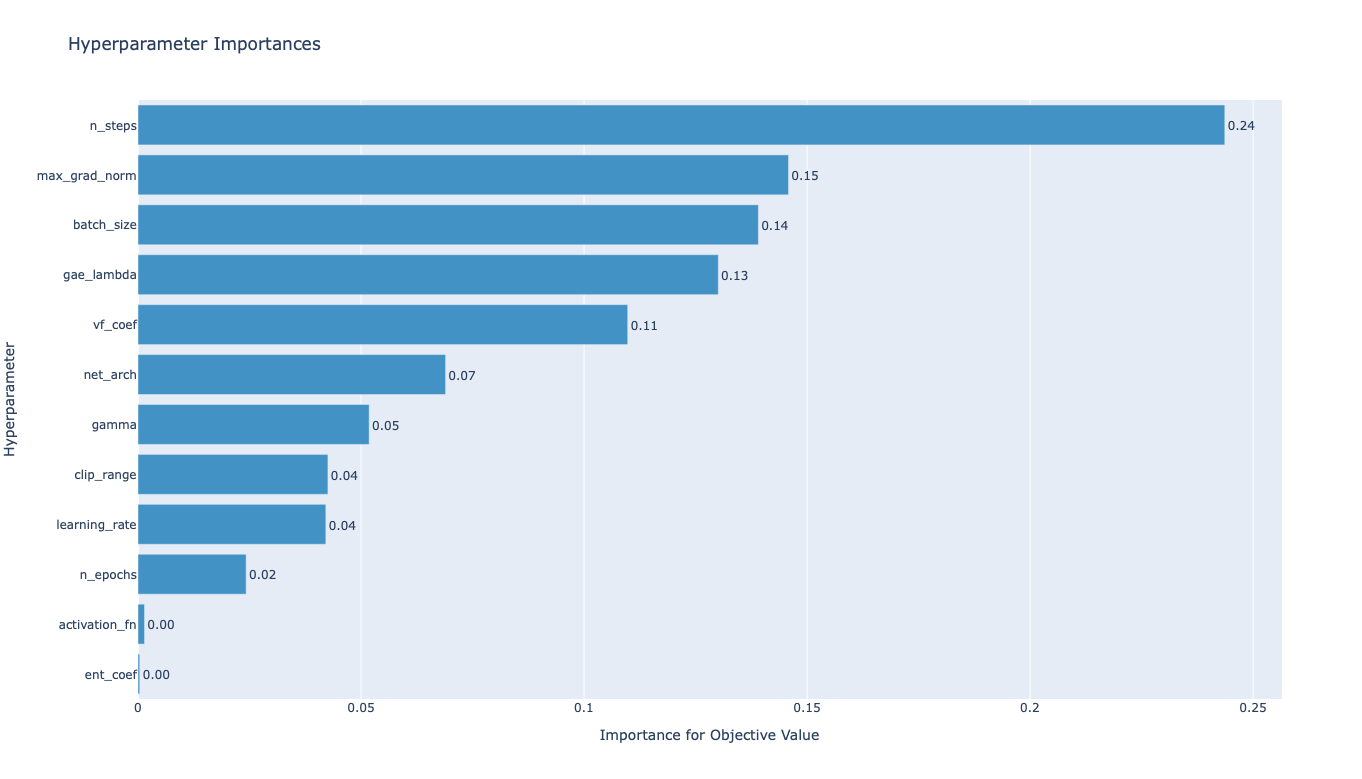 Hyperparameter Importances
Hyperparameter
n_steps 0.24
max_grad_norm 0.15
batch_size 0.14
gae_lambda 0.13
vf_coef 0.11
net_arch 0.07
gamma 0.05
clip_range 0.04
learning_rate 0.04
n_epochs 0.02
activation_fn 0.00
ent_coef 0.00
0 0.05 0.1 0.15 0.2 0.25
Importance for Objective Value